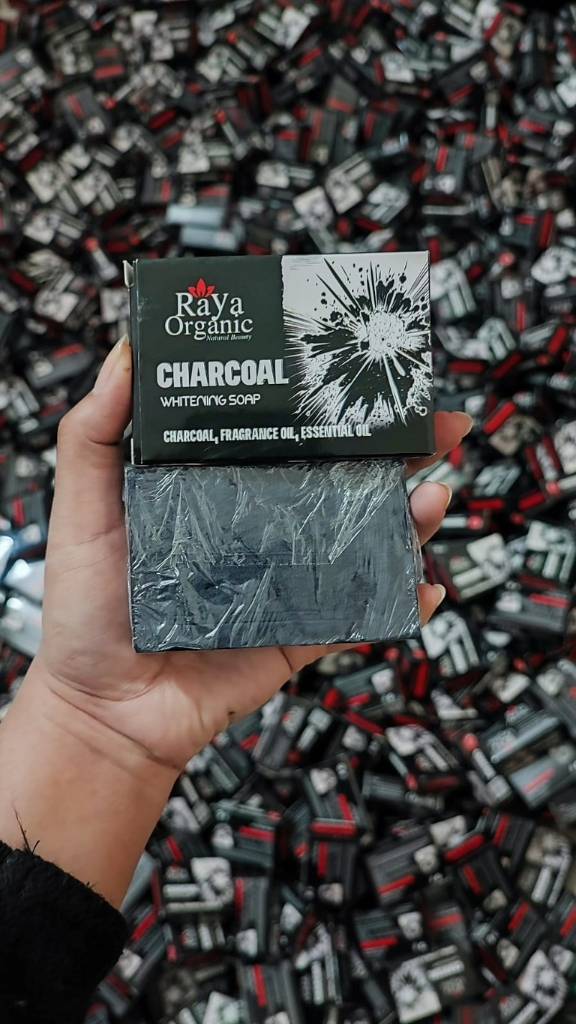 Raya
Organic
Natural Beauty
CHARCOAL
WHITENING SOAP
CHARCOAL, FRAGRANCE OIL, ESSENTIAL OIL